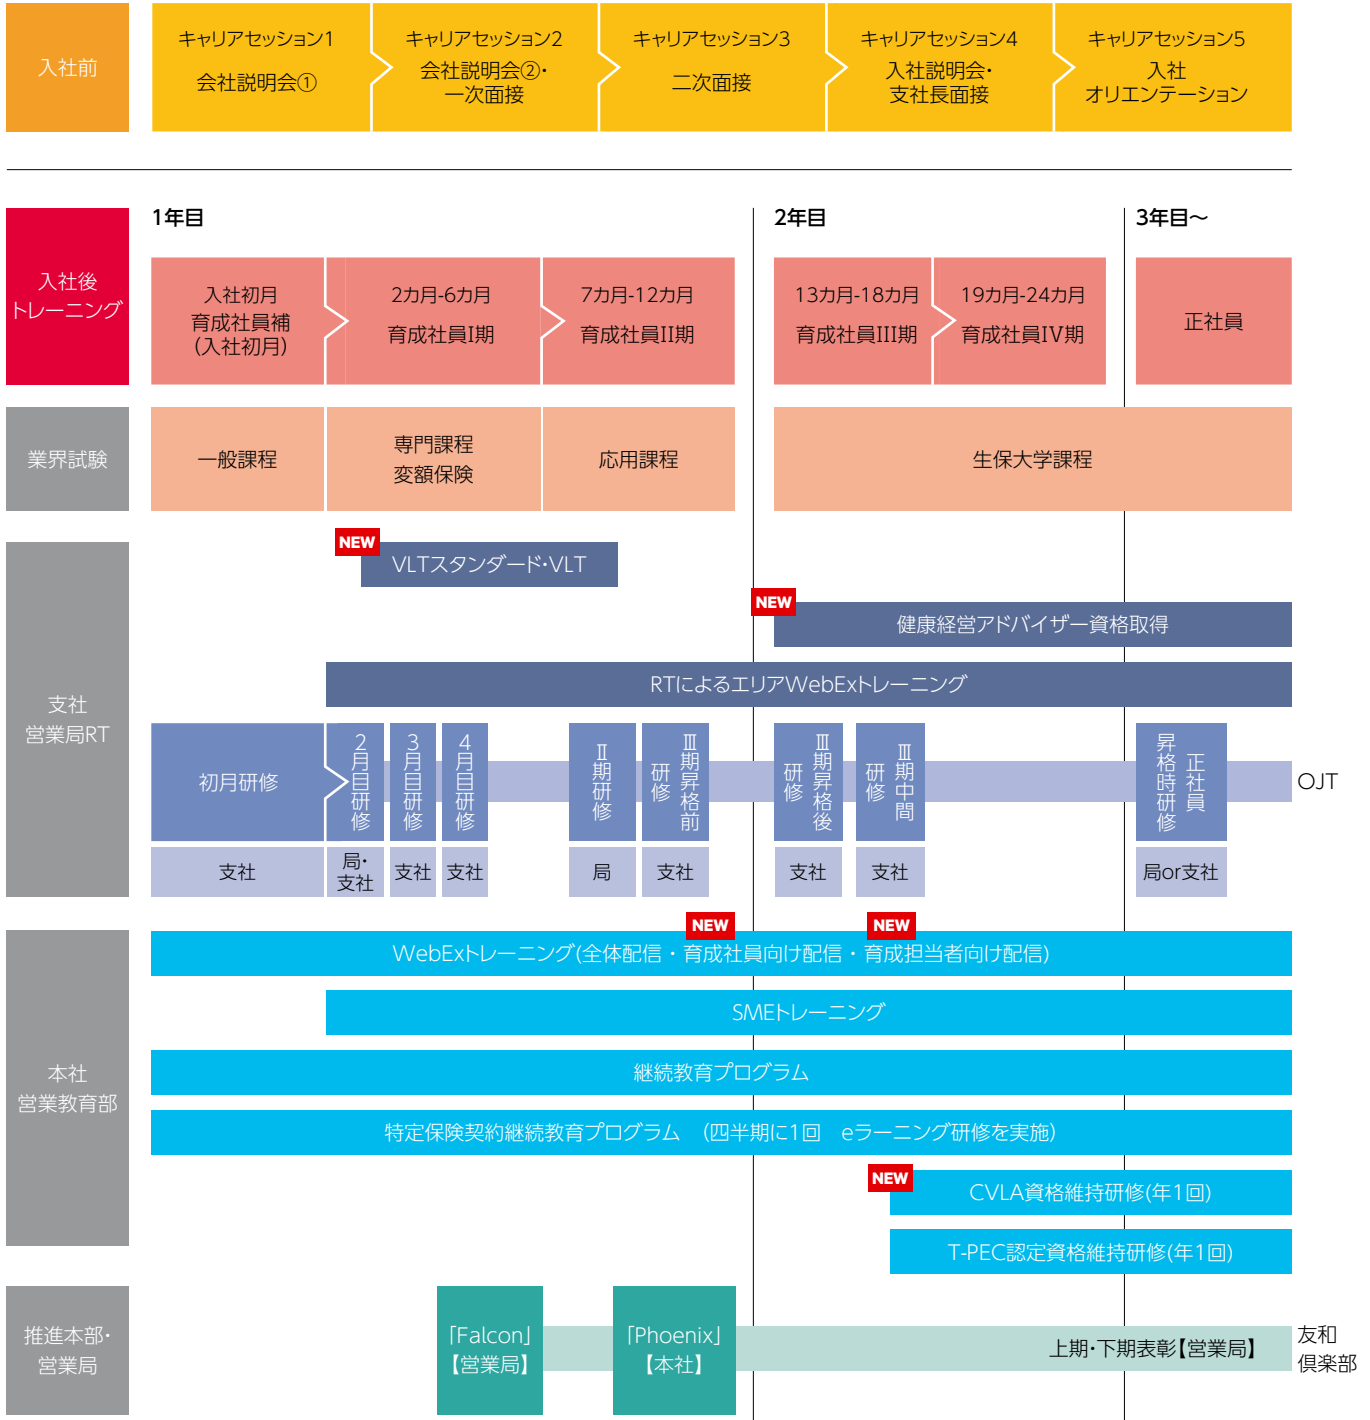 入社前
キャリアセッション1
会社説明会①
キャリアセッション2
会社説明会②・
一次面接
キャリアセッション3
二次面接
キャリアセッション4
入社説明会・
支社長面接
キャリアセッション5
入社
オリエンテーション
1年目
2年目
3年目～
入社後
トレーニング
入社初月
育成社員補
(入社初月)
2カ月-6カ月
育成社員I期
7カ月-12カ月
育成社員II期
13カ月-18カ月
育成社員III期
19カ月-24カ月
育成社員IV期
正社員
業界試験
一般課程
専門課程
変額保険
応用課程
生保大学課程
支社
営業局RT
NEW
VLTスタンダード・VLT
NEW
健康経営アドバイザー資格取得
RTによるエリアWebExトレーニング
初月研修
2月目研修
3月目研修
4月目研修
Ⅱ期研修
Ⅲ期昇格前
研修
Ⅲ期昇格後
研修
Ⅲ期中間
研修
正社員
昇格時研修
OJT
支社
局・
支社
支社
支社
局
支社
支社
支社
局or支社
本社
営業教育部
NEW
NEW
WebExトレーニング(全体配信・育成社員向け配信・育成担当者向け配信)
SMEトレーニング
継続教育プログラム
特定保険契約継続教育プログラム　(四半期に1回　eラーニング研修を実施)
NEW
CVLA資格維持研修(年1回)
T-PEC認定資格維持研修(年1回)
推進本部・
営業局
「Falcon」
【営業局】
「Phoenix」
【本社】
上期・下期表彰【営業局】
友和
倶楽部